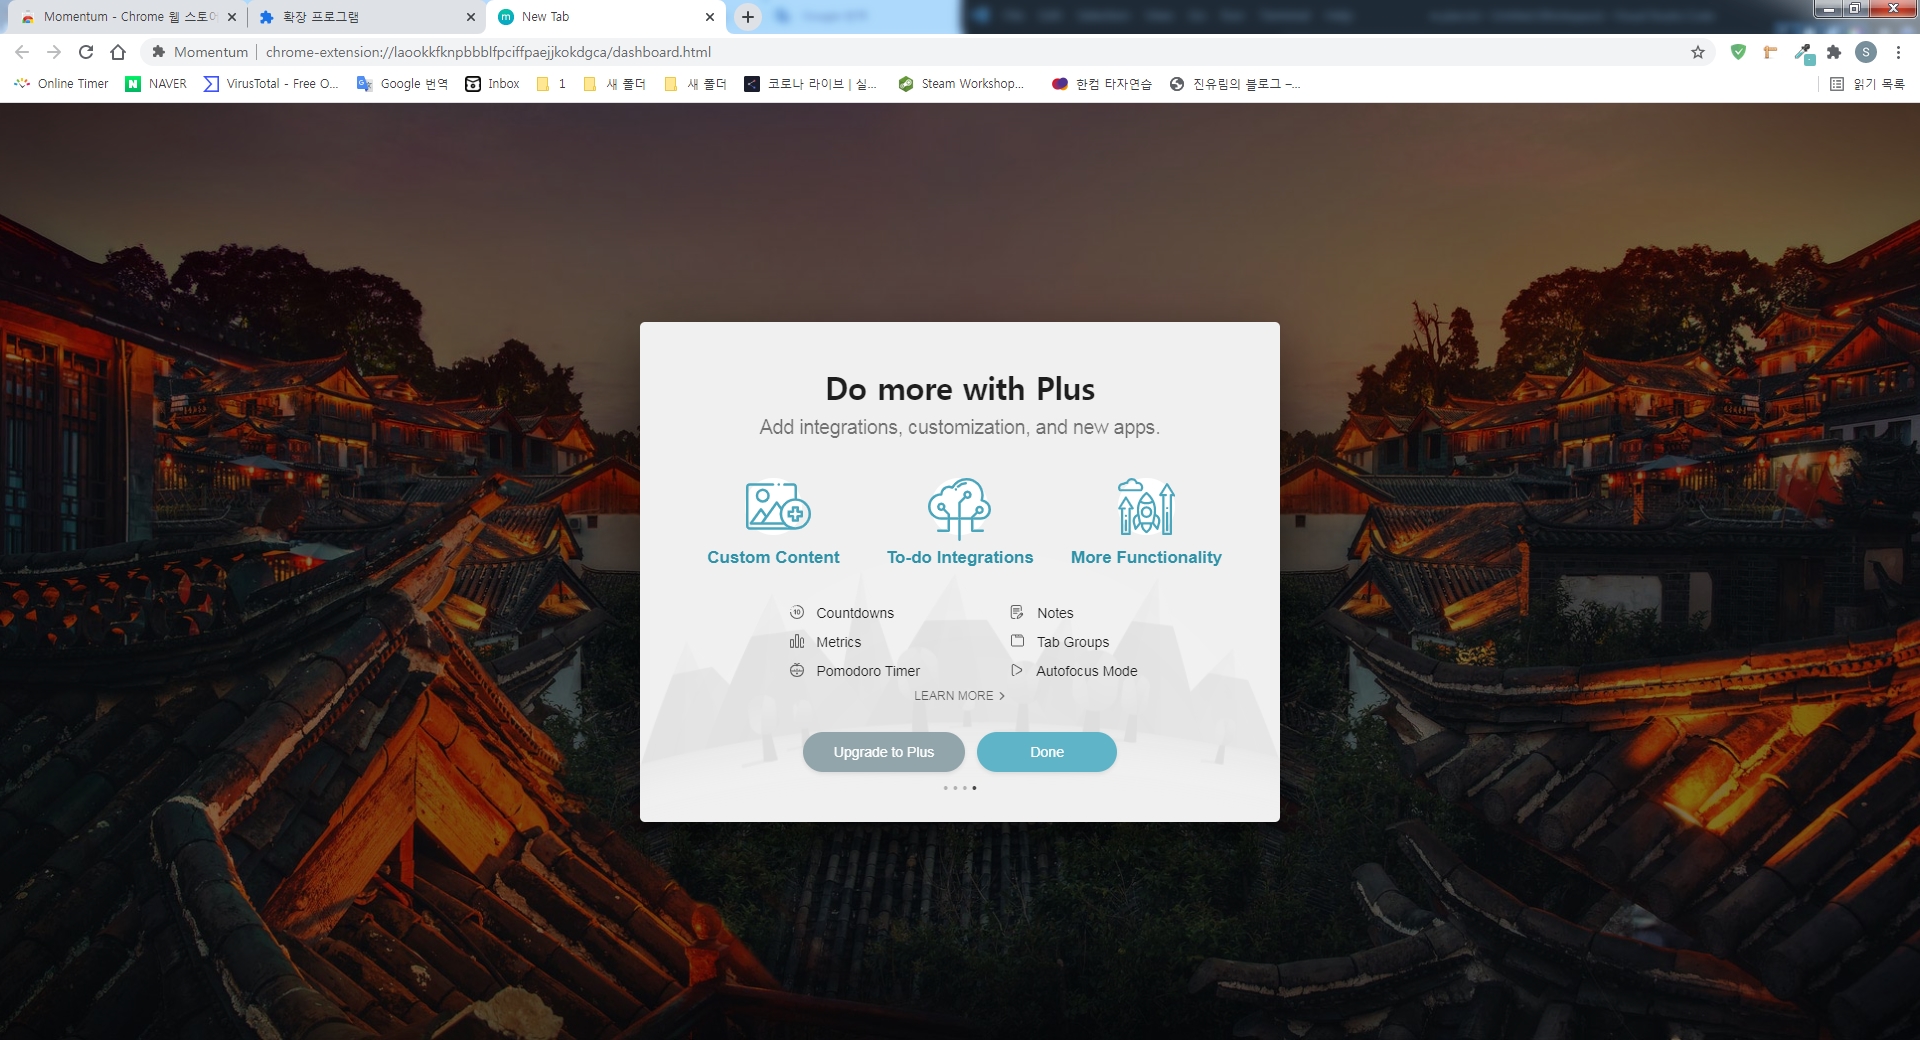 Momentum - Chrome 웹 스토어
확장 프로그램
New Tab
Momentum
chrome-extension://laookkfknpbbblfpciffpaejjkokdgca/dashboard.html
S
Online Timer
NAVER
VirusTotal - Free O...
Google 번역
Inbox
1
새 폴더
새 폴더
코로나 라이브 | 실...
Steam Workshop...
한컴 타자연습
진유림의 블로그 –...
읽기 목록
Do more with Plus
Add integrations, customization, and new apps.
Custom Content
To-do Integrations
More Functionality
Countdowns
Notes
Metrics
Tab Groups
Pomodoro Timer
Autofocus Mode
LEARN MORE >
Upgrade to Plus
Done